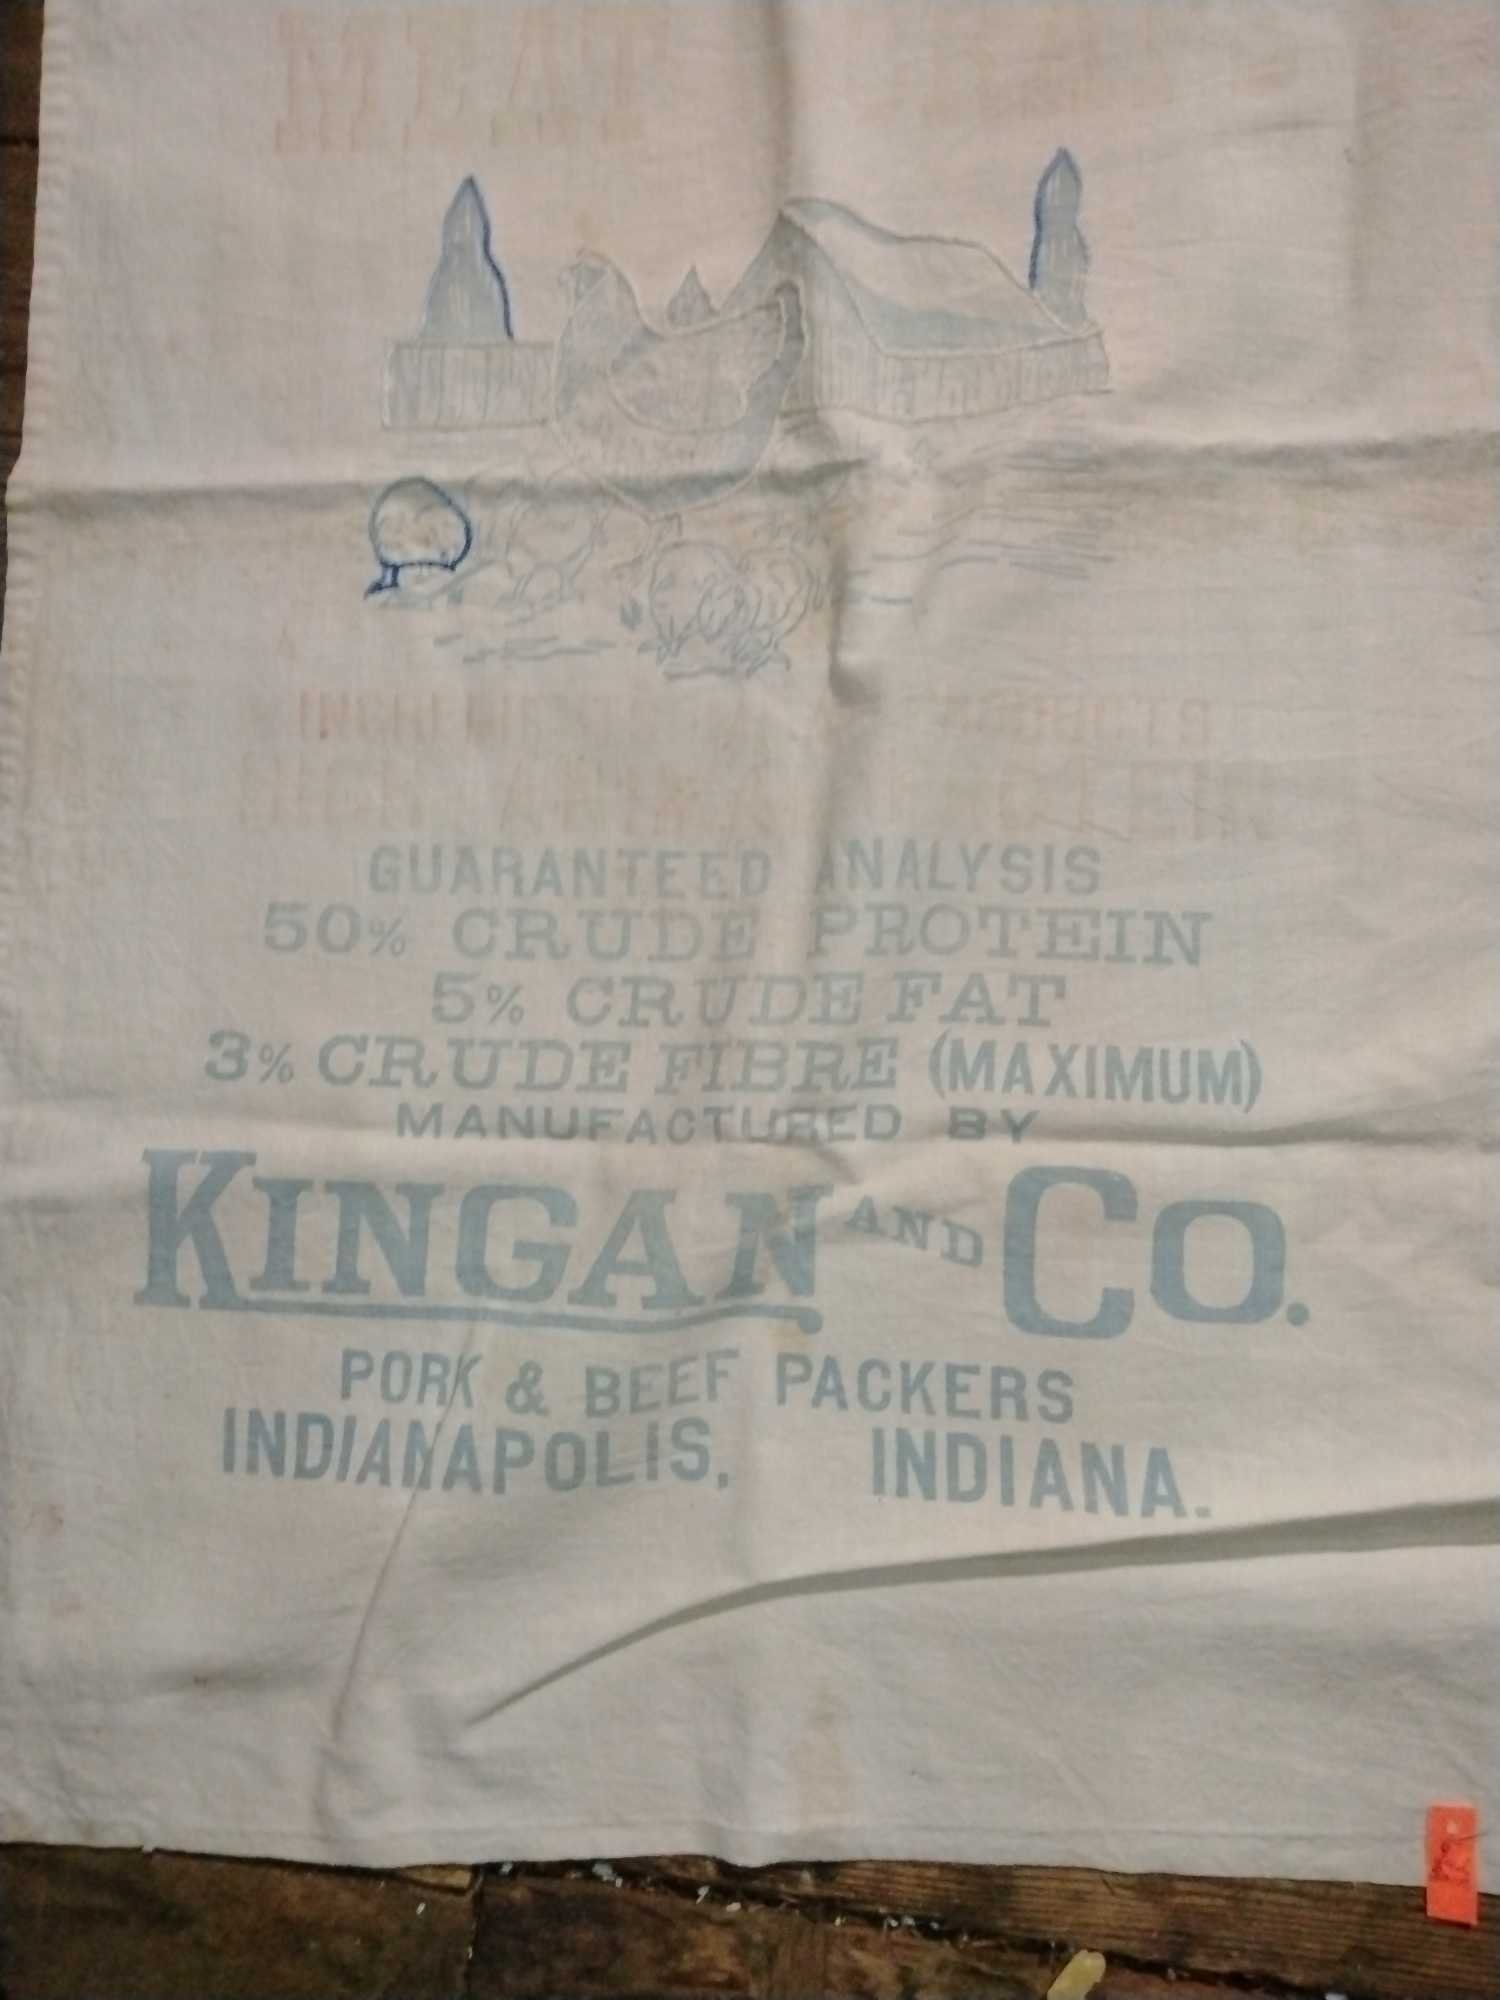 MEAT
GUARANTEED ANALYSIS
50% CRUDE PROTEIN
5% CRUDE FAT
3% CRUDE FIBRE (MAXIMUM)
MANUFACTURED BY
KINGAN AND CO.
PORK & BEEF PACKERS
INDIANAPOLIS, INDIANA.